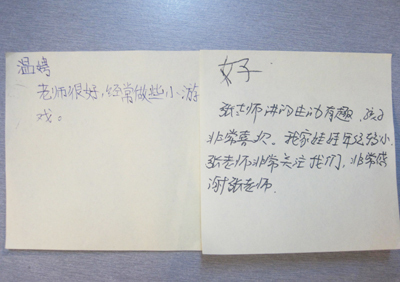 温婷
老师很好,经常做些小游
戏。
好
张老师讲的生动有趣,孩子
非常喜欢。我家娃娃年纪较小,
张老师非常关注我们,非常感
谢张老师.